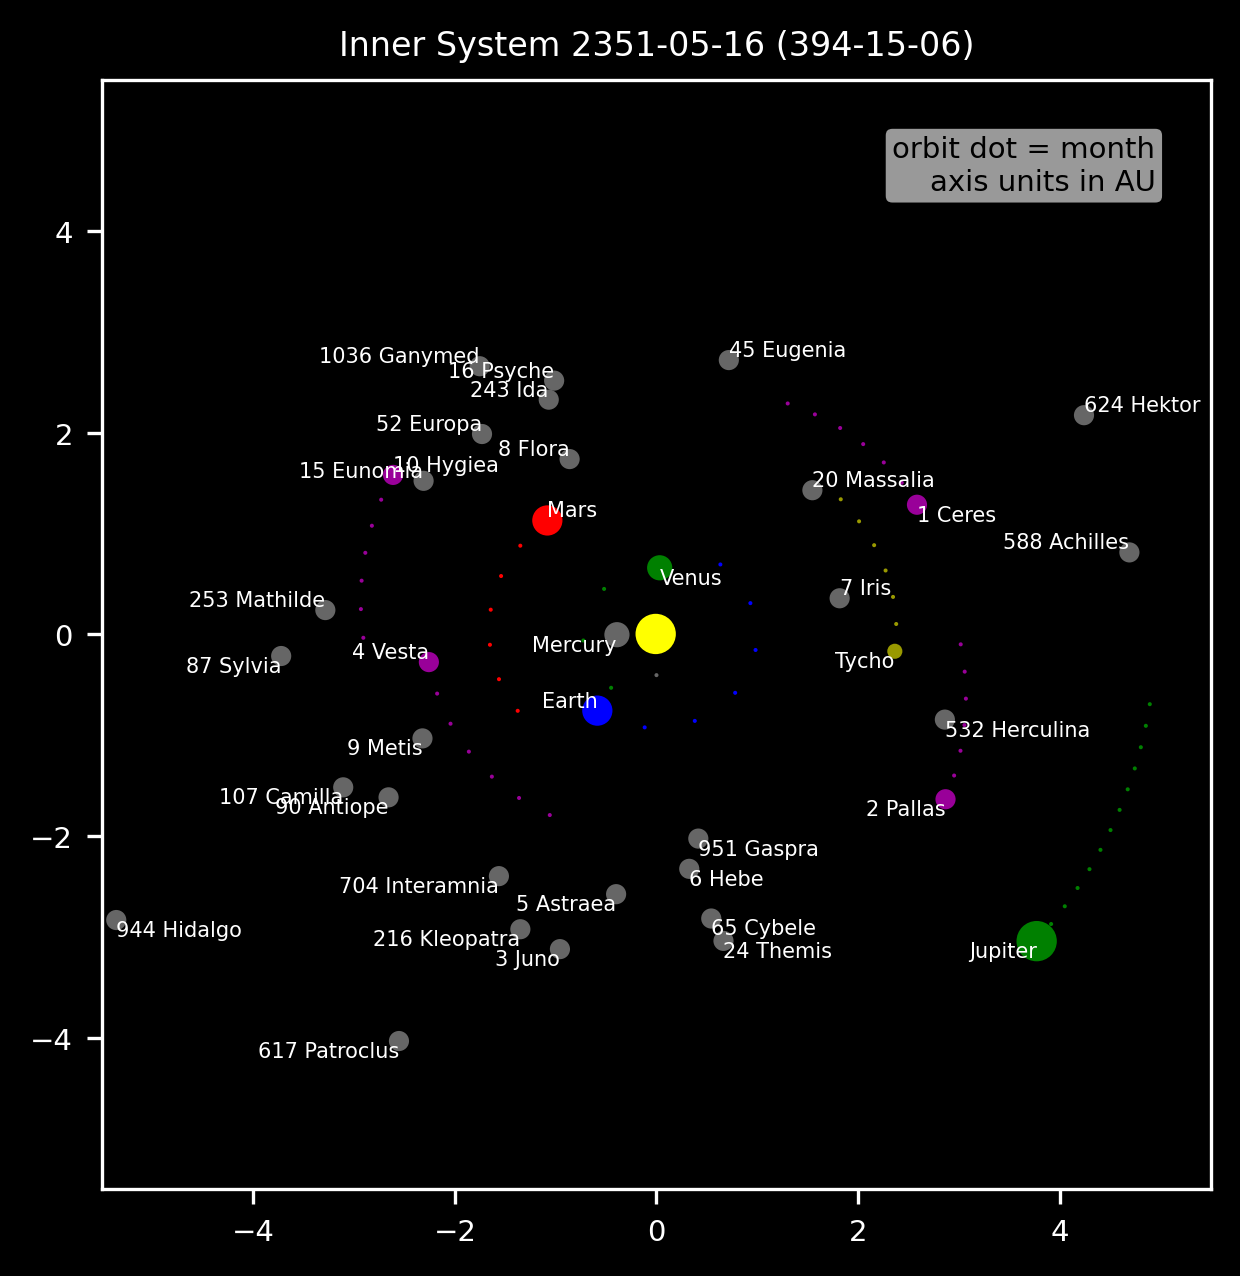 Inner System 2351-05-16 (394-15-06)
orbit dot = month
axis units in AU
4
45 Eugenia
1036 Ganymed
16 Psyche
243 Ida
624 Hektor
2
52 Europa
8 Flora
10 Hygiea
15 Eunomia
20 Massalia
Mars
1 Ceres
588 Achilles
Venus
7 Iris
253 Mathilde
0
Mercury
4 Vesta
Tycho
87 Sylvia
Earth
532 Herculina
9 Metis
107 Camilla
90 Antiope
2 Pallas
−2
951 Gaspra
6 Hebe
704 Interamnia
5 Astraea
65 Cybele
944 Hidalgo
216 Kleopatra
24 Themis
Jupiter
3 Juno
−4
617 Patroclus
−4
−2
0
2
4